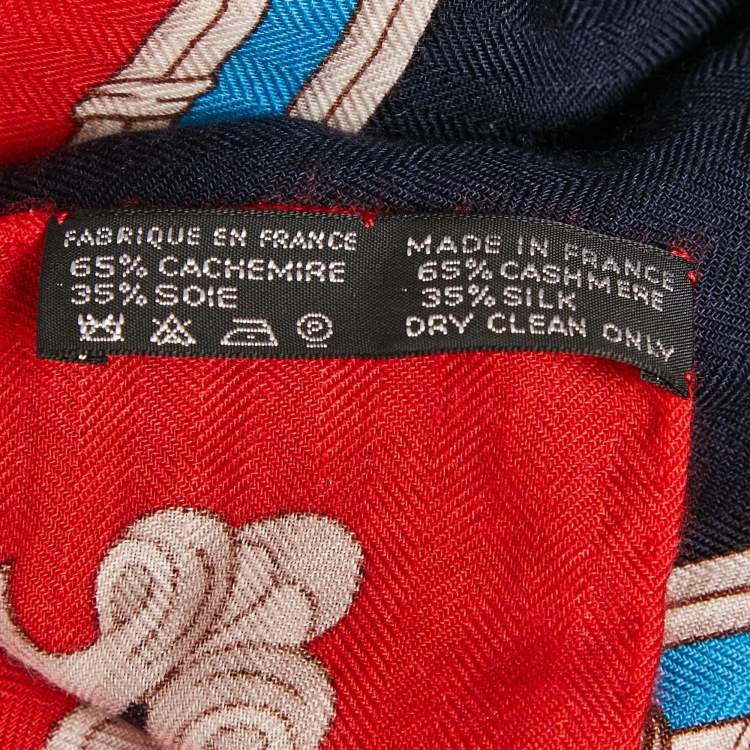 FABRIQUE EN FRANCE
65% CACHEMIRE
35% SOIE
P
MADE IN FRANCE
65% CASHMERE
35% SILK
DRY CLEAN ONLY